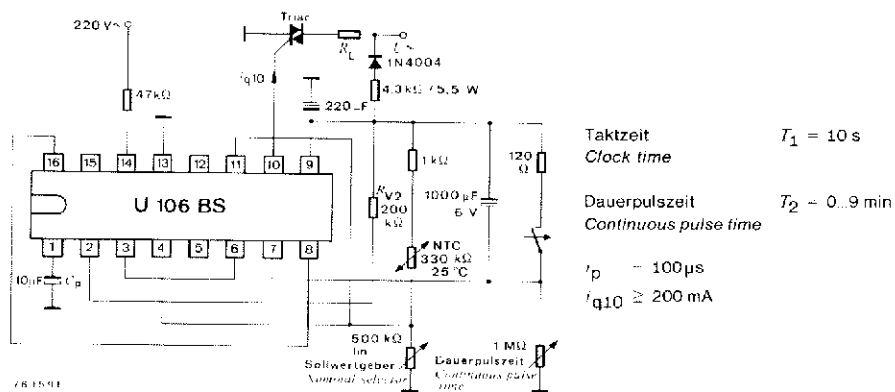 Triac
220 V~
R_L
U~
1N4004
i_q10
4.3 kΩ / 5.5 W
47 kΩ
220 µF
16 15 14 13 12 11 10 9
U 106 BS
1 2 3 4 5 6 7 8
1 kΩ
R_V2
200
kΩ
1000 µF
6 V
120
Ω
NTC
330 kΩ
25 °C
10 µF
C_p
500 kΩ
lin
Sollwertgeber
Nominal selector
1 MΩ
Dauerpulszeit
Continuous pulse
time
Taktzeit T₁ = 10 s
Clock time
Dauerpulszeit T₂ = 0...9 min
Continuous pulse time
t_p = 100 µs
i_q10 ≥ 200 mA